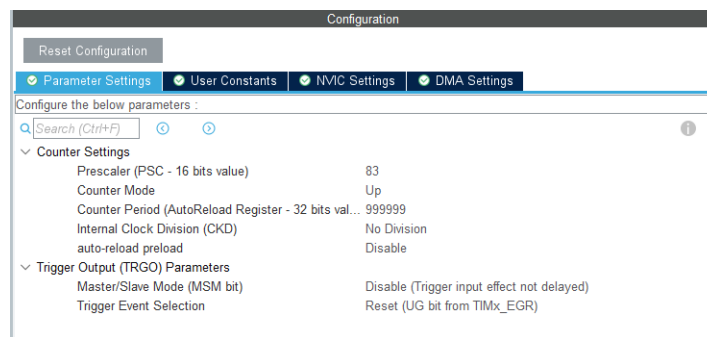 Configuration
Reset Configuration
Parameter Settings User Constants NVIC Settings DMA Settings
Configure the below parameters :
Search (Ctrl+F)
Counter Settings
Prescaler (PSC - 16 bits value) 83
Counter Mode Up
Counter Period (AutoReload Register - 32 bits val... 999999
Internal Clock Division (CKD) No Division
auto-reload preload Disable
Trigger Output (TRGO) Parameters
Master/Slave Mode (MSM bit) Disable (Trigger input effect not delayed)
Trigger Event Selection Reset (UG bit from TIMx_EGR)